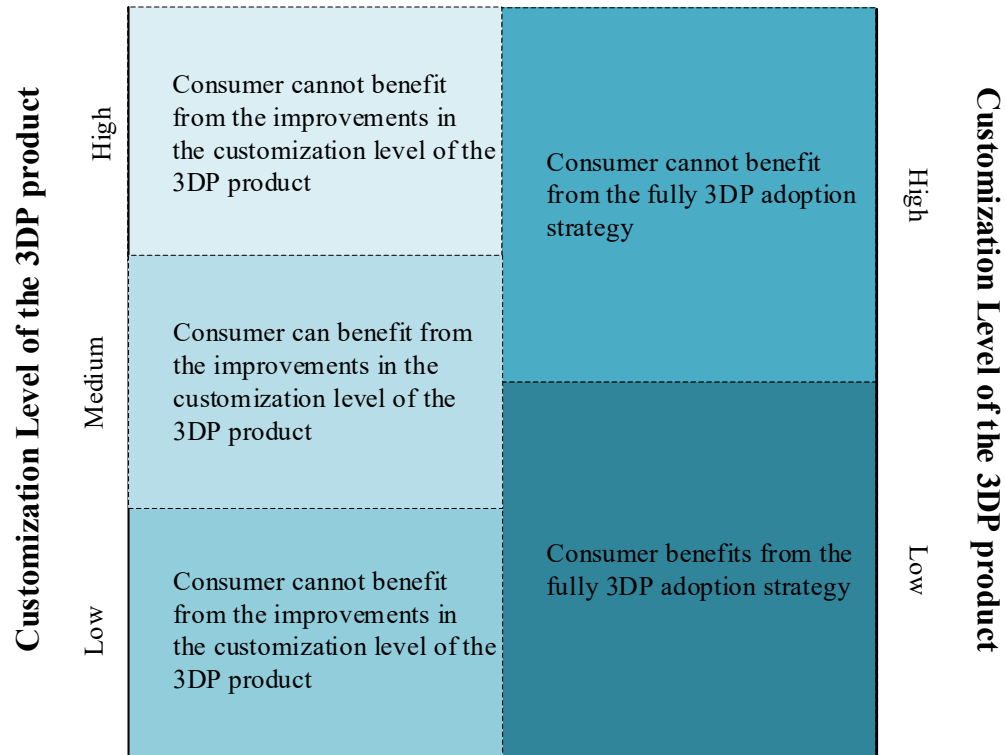 Customization Level of the 3DP product
High
Consumer cannot benefit
from the improvements in
the customization level of the
3DP product
Medium
Consumer can benefit from
the improvements in the
customization level of the
3DP product
Low
Consumer cannot benefit
from the improvements in
the customization level of the
3DP product
Consumer cannot benefit
from the fully 3DP adoption
strategy
High
Consumer benefits from the
fully 3DP adoption strategy
Low
Customization Level of the 3DP product